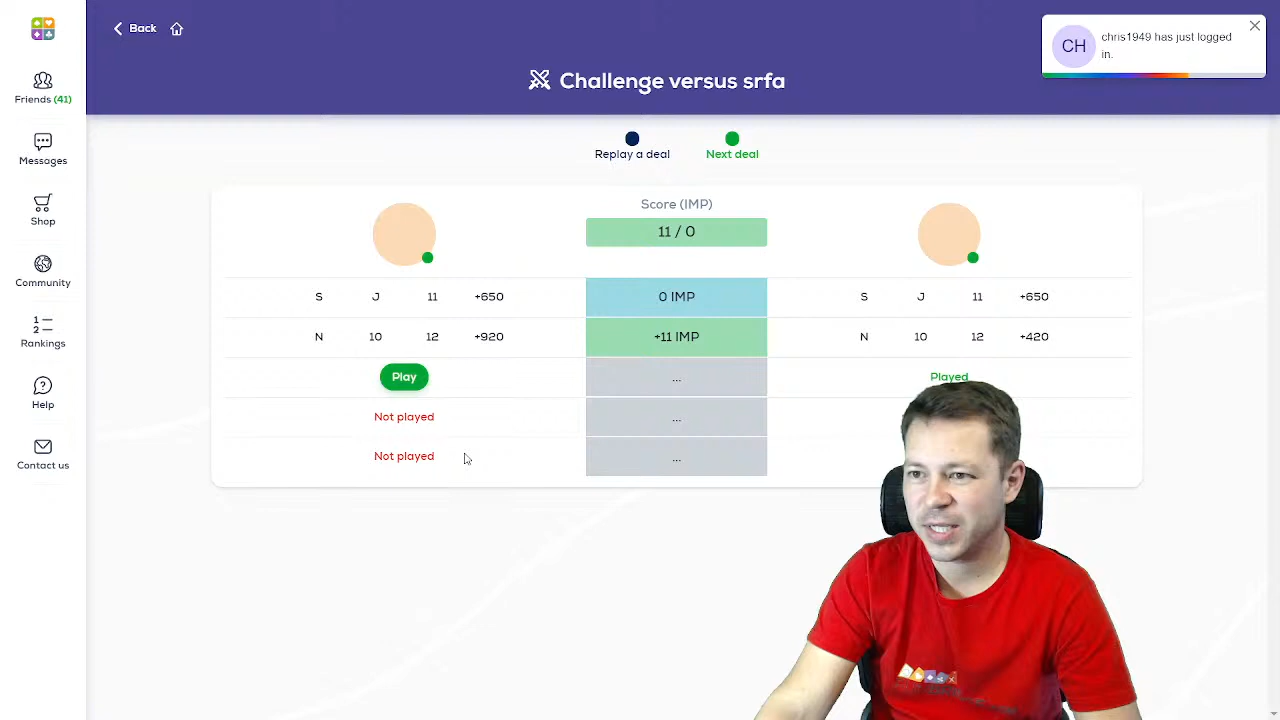 Back
chris1949 has just logged
in.
CH
Challenge versus srfa
Friends (41)
Messages
Shop
Community
1
2
Rankings
Help
Contact us
Replay a deal
Next deal
Score (IMP)
11 / 0
S J 11 +650 0 IMP S J 11 +650
N 10 12 +920 +11 IMP N 10 12 +420
Play ... Played
Not played ...
Not played ...